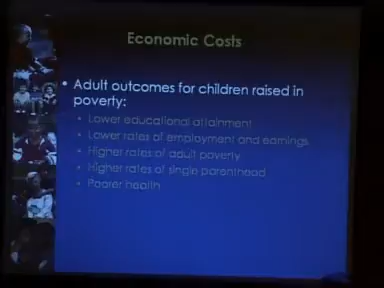 Economic Costs
• Adult outcomes for children raised in
poverty:
• Lower educational attainment
• Lower rates of employment and earnings
• Higher rates of adult poverty
• Higher rates of single parenthood
• Poorer health